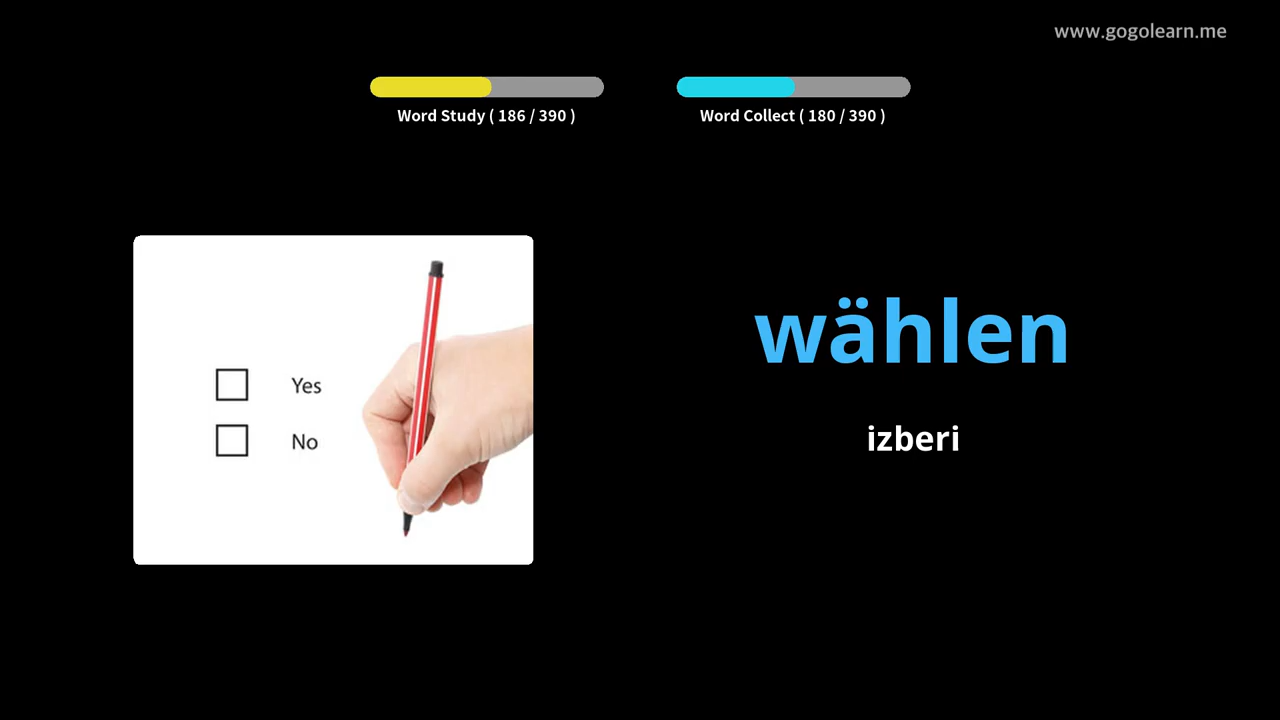 www.gogolearn.me
Word Study ( 186 / 390 )
Word Collect ( 180 / 390 )
Yes
No
wählen
izberi